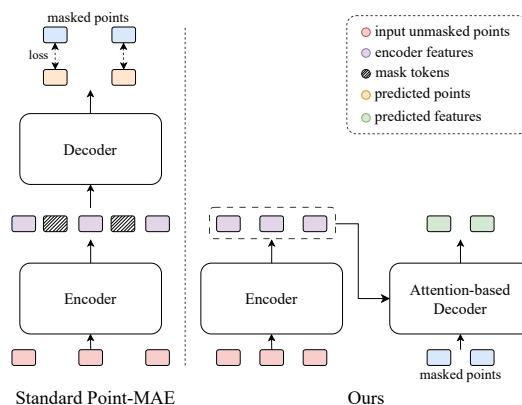 masked points
loss
Decoder
Encoder
Standard Point-MAE
input unmasked points
encoder features
mask tokens
predicted points
predicted features
Encoder
Attention-based
Decoder
masked points
Ours